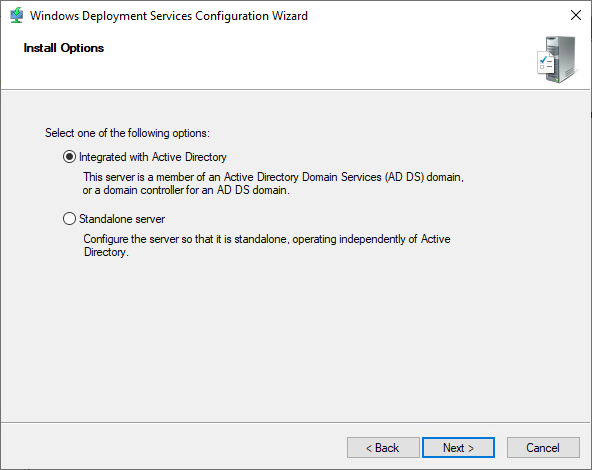 Windows Deployment Services Configuration Wizard
Install Options
Select one of the following options:
Integrated with Active Directory
This server is a member of an Active Directory Domain Services (AD DS) domain,
or a domain controller for an AD DS domain.
Standalone server
Configure the server so that it is standalone, operating independently of Active
Directory.
< Back
Next >
Cancel